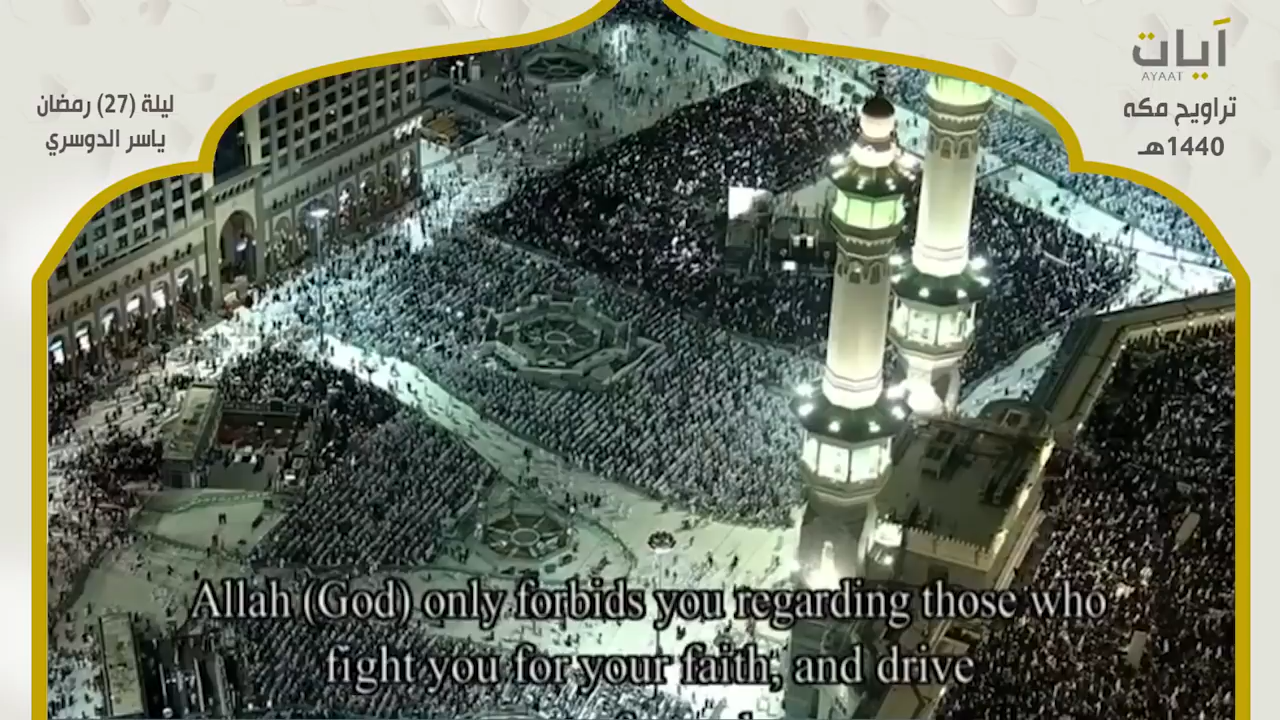 آيات
AYAAT
تراويح مكه
1440هـ
ليلة (27) رمضان
ياسر الدوسري
Allah (God) only forbids you regarding those who
fight you for your faith, and drive